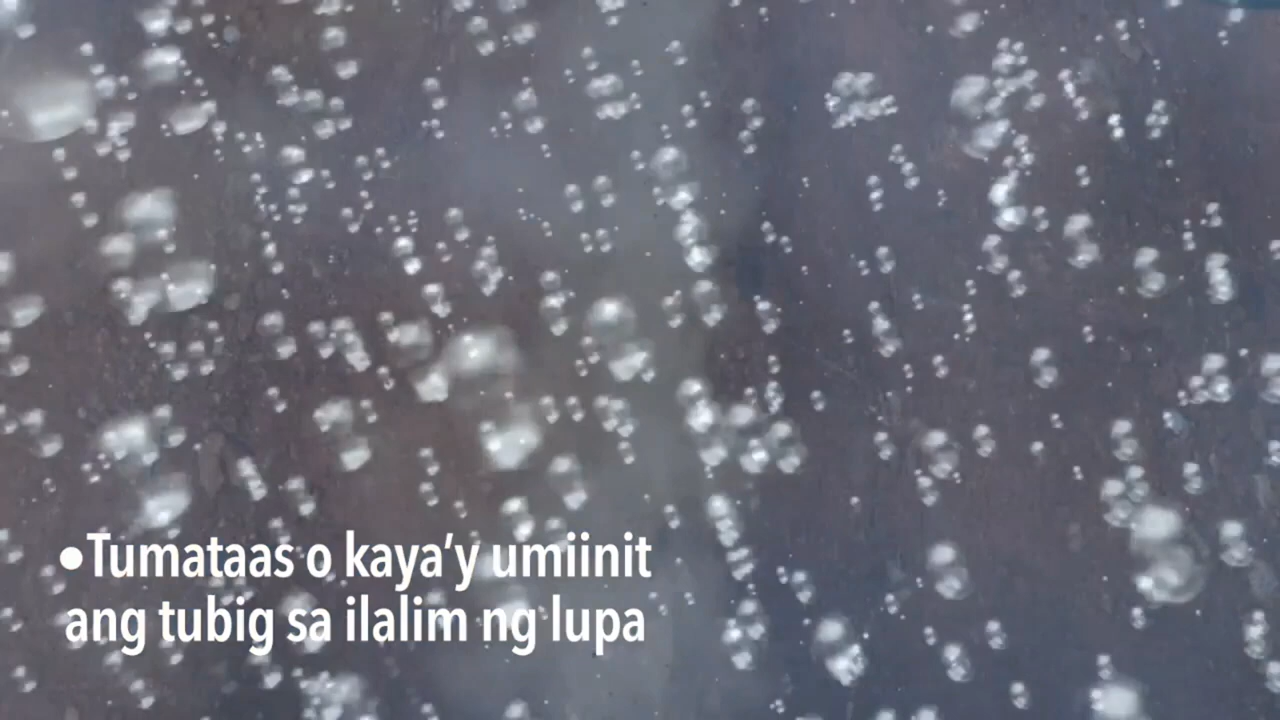 •Tumataas o kaya’y umiinit
ang tubig sa ilalim ng lupa